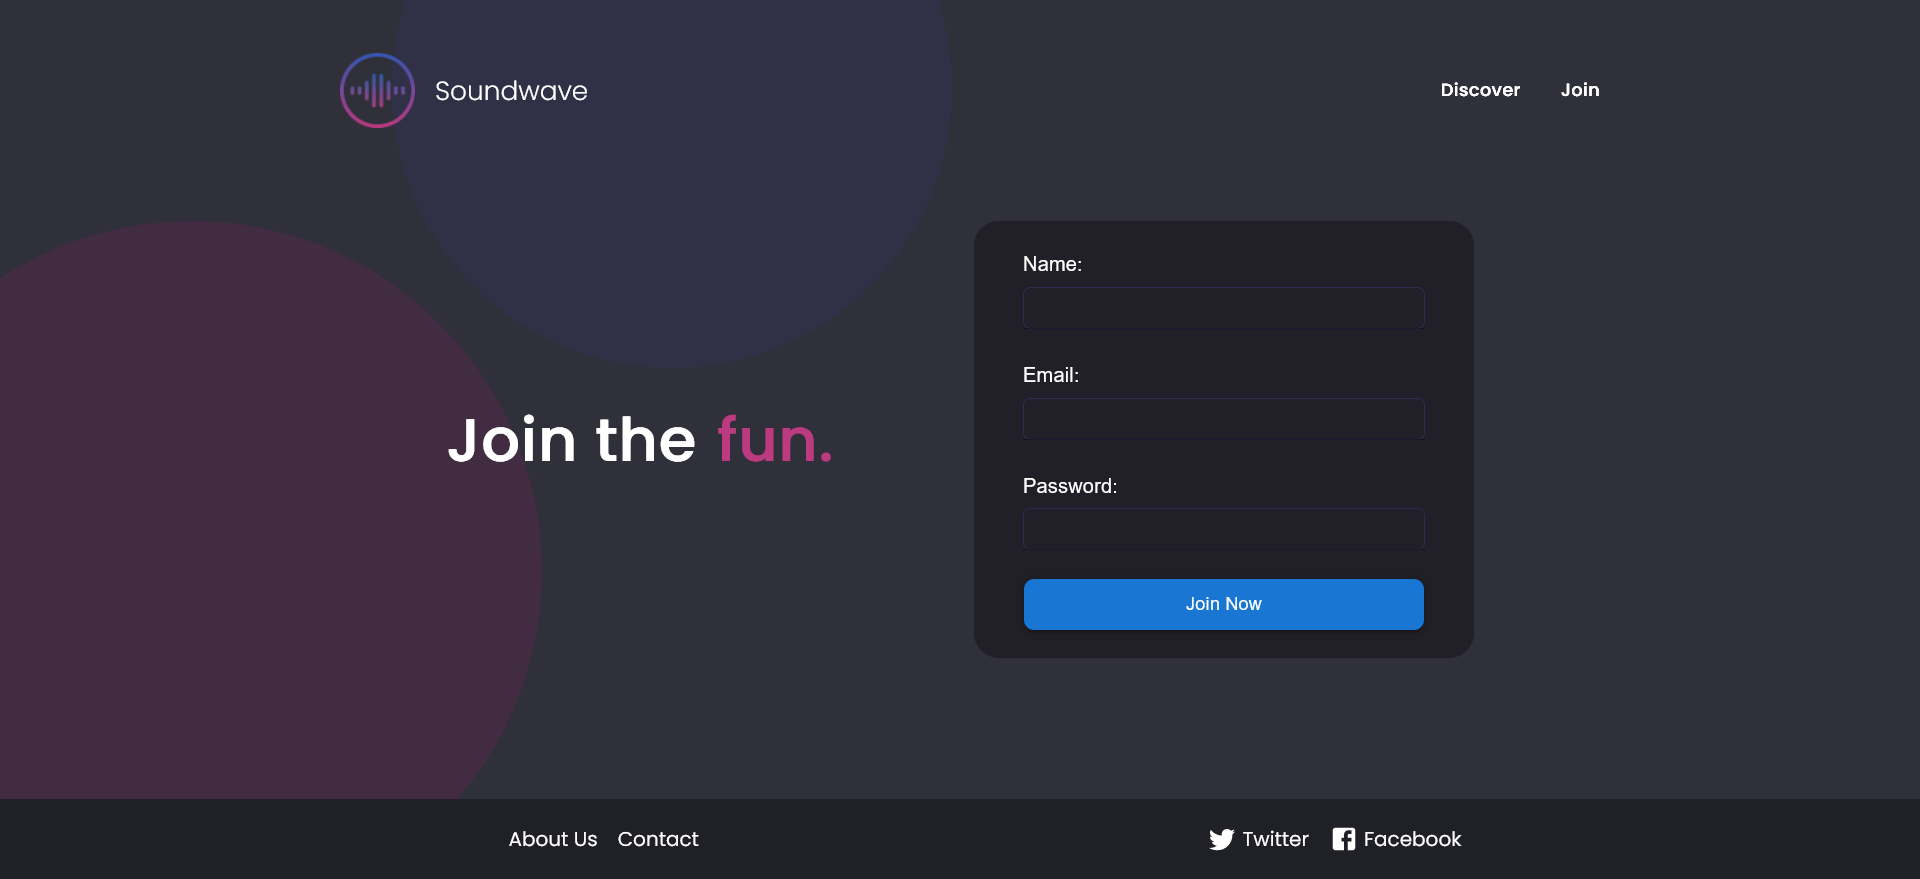 Soundwave
Discover
Join
Join the fun.
Name:
Email:
Password:
Join Now
About Us
Contact
Twitter
Facebook